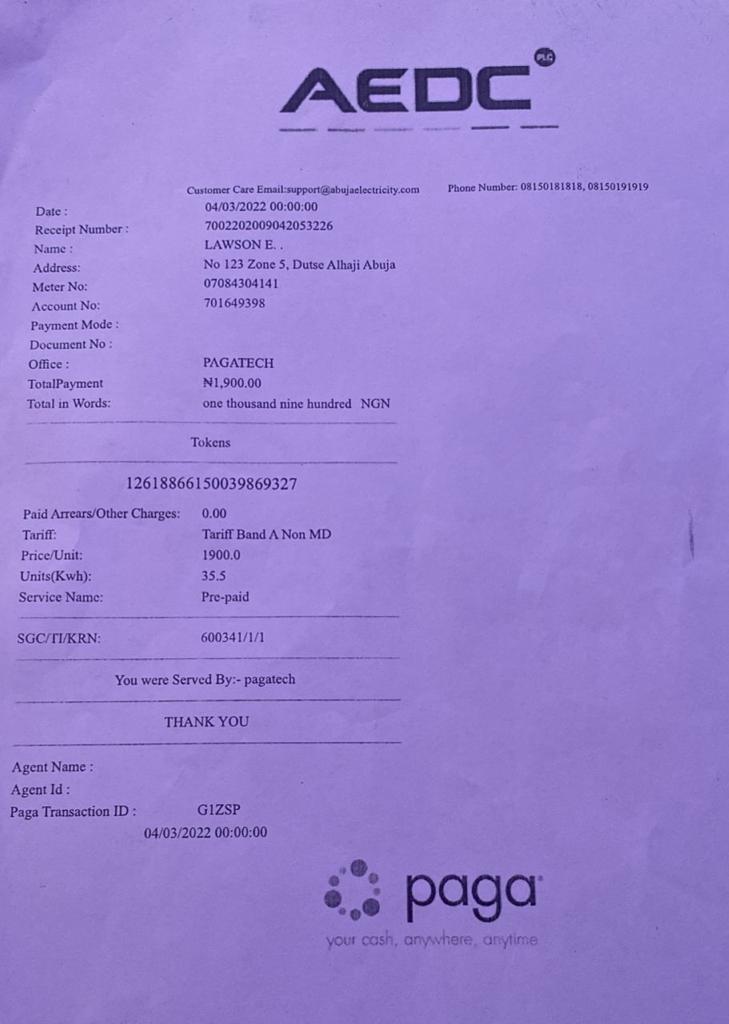 AEDC PLC
Customer Care Email:support@abujaelectricity.com Phone Number: 08150181818, 08150191919
Date : 04/03/2022 00:00:00
Receipt Number : 7002202009042053226
Name : LAWSON E. .
Address: No 123 Zone 5, Dutse Alhaji Abuja
Meter No: 07084304141
Account No: 701649398
Payment Mode :
Document No :
Office : PAGATECH
TotalPayment ₦1,900.00
Total in Words: one thousand nine hundred NGN
Tokens
12618866150039869327
Paid Arrears/Other Charges: 0.00
Tariff: Tariff Band A Non MD
Price/Unit: 1900.0
Units(Kwh): 35.5
Service Name: Pre-paid
SGC/TI/KRN: 600341/1/1
You were Served By:- pagatech
THANK YOU
Agent Name :
Agent Id :
Paga Transaction ID : G1ZSP
04/03/2022 00:00:00
paga
your cash, anywhere, anytime